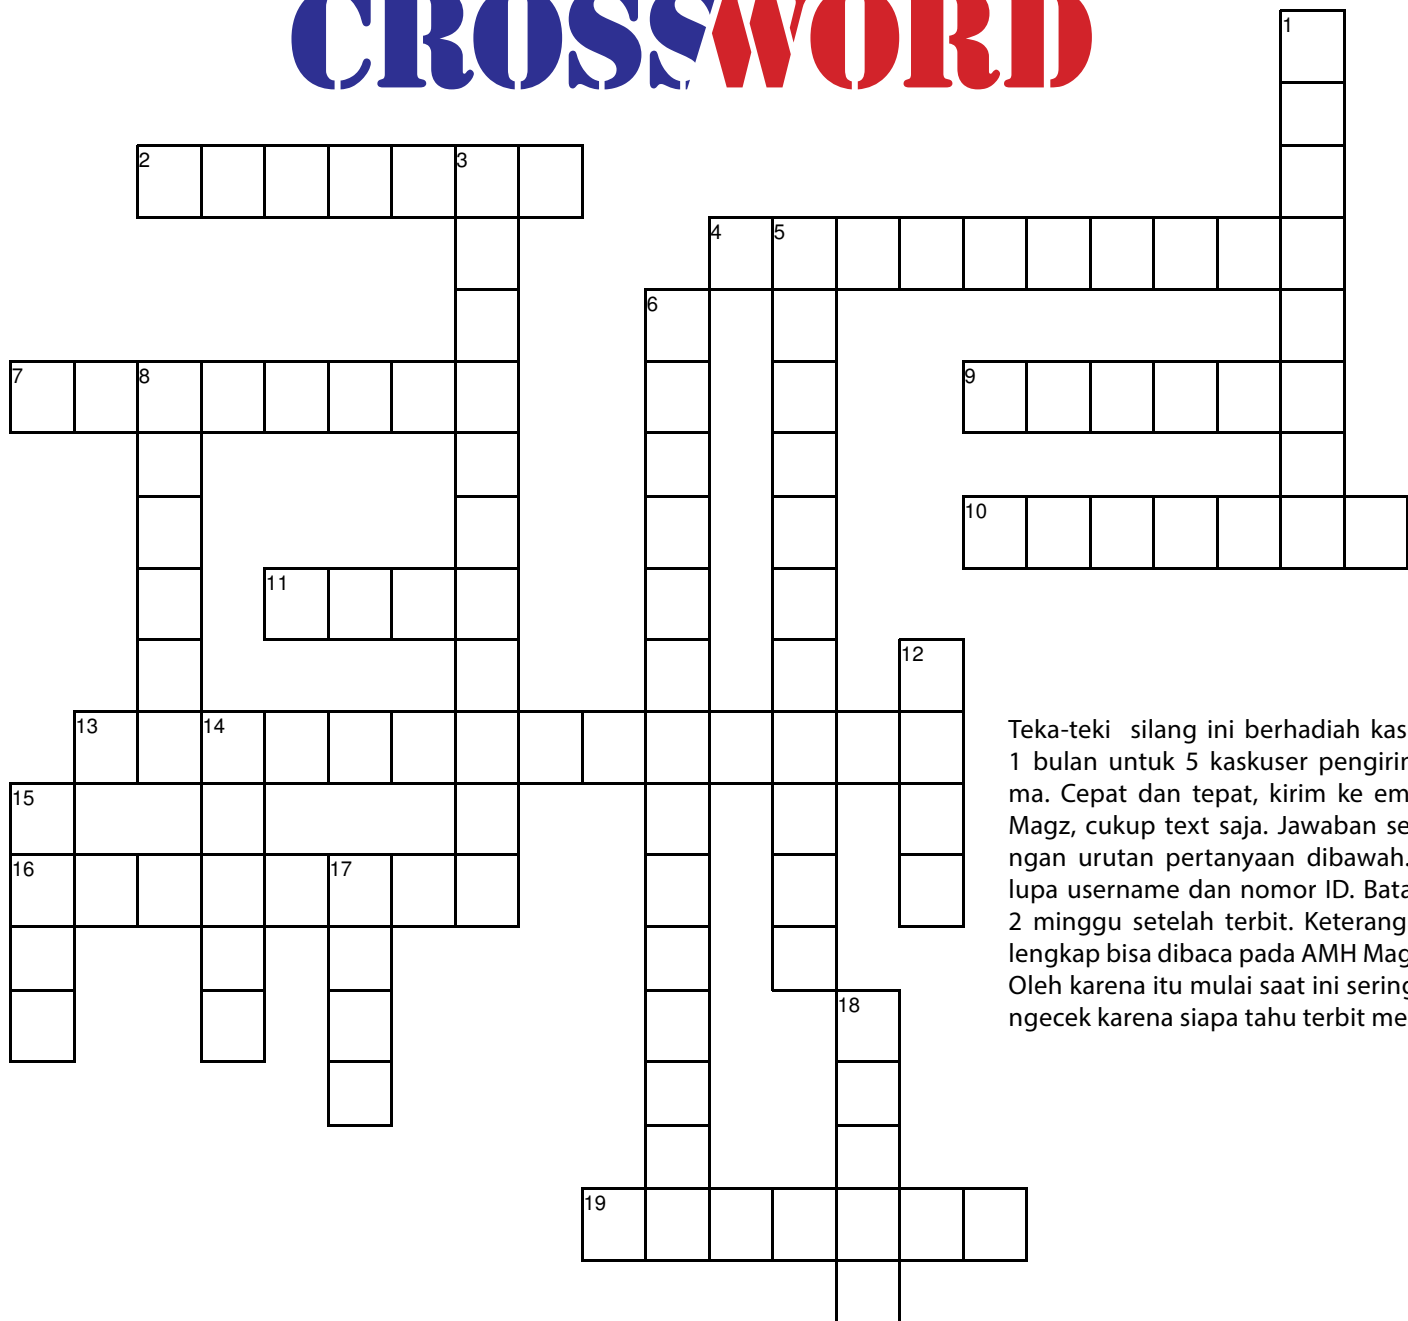 CROSSWORD
1
2 3
4 5
6
7 8 9
10
11
12
13 14
Teka-teki silang ini berhadiah kas
1 bulan untuk 5 kaskuser pengirir
ma. Cepat dan tepat, kirim ke em
15
Magz, cukup text saja. Jawaban se
ngan urutan pertanyaan dibawah.
16 17
lupa username dan nomor ID. Bata
2 minggu setelah terbit. Keterang
lengkap bisa dibaca pada AMH Mag
Oleh karena itu mulai saat ini sering
18
ngecek karena siapa tahu terbit me
19